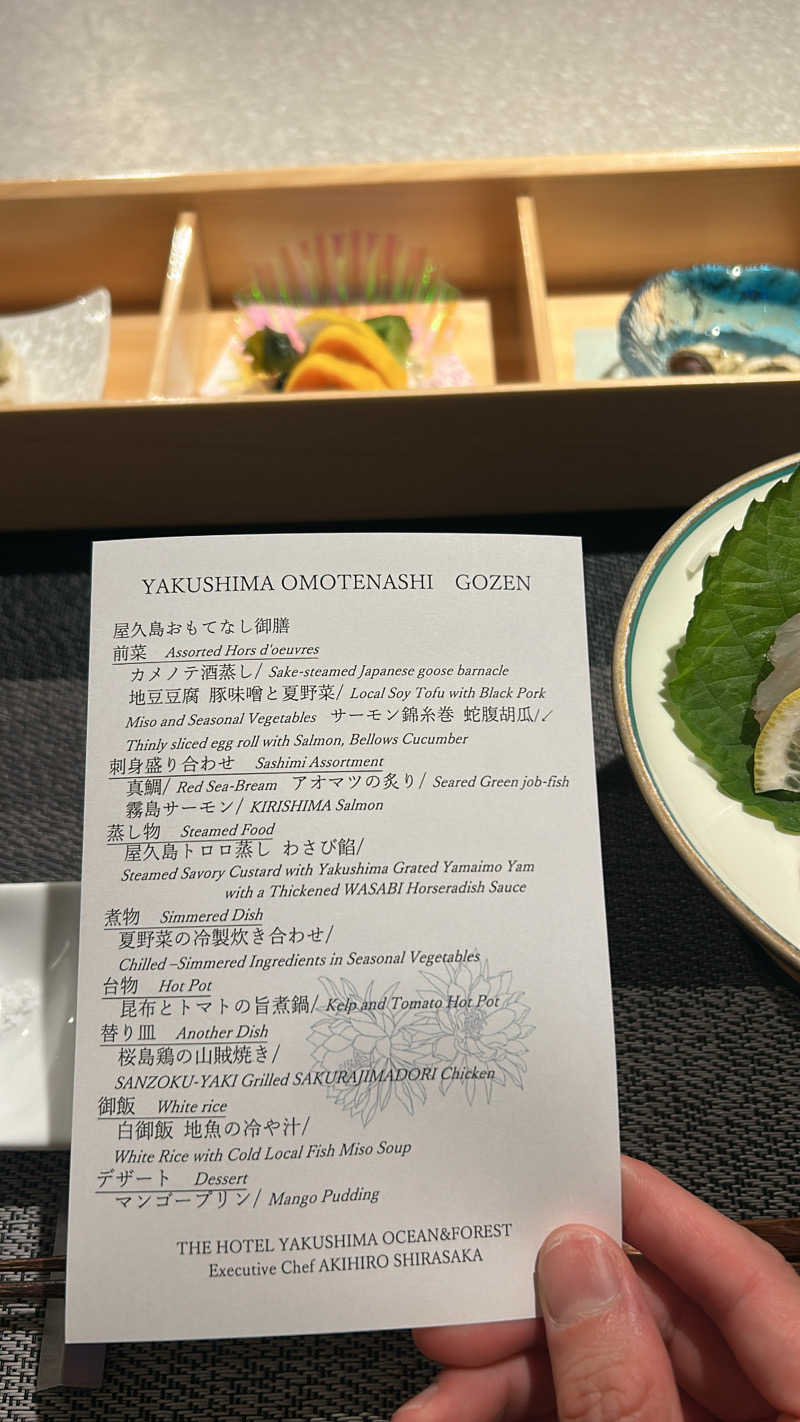 YAKUSHIMA OMOTENASHI GOZEN
屋久島おもてなし御膳
前菜 Assorted Hors d'oeuvres
カメノテ酒蒸し/ Sake-steamed Japanese goose barnacle
地豆豆腐 豚味噌と夏野菜/ Local Soy Tofu with Black Pork
Miso and Seasonal Vegetables サーモン錦糸巻 蛇腹胡瓜/↙
Thinly sliced egg roll with Salmon, Bellows Cucumber
刺身盛り合わせ Sashimi Assortment
真鯛/ Red Sea-Bream アオマツの炙り/ Seared Green job-fish
霧島サーモン/ KIRISHIMA Salmon
蒸し物 Steamed Food
屋久島トロロ蒸し わさび餡/
Steamed Savory Custard with Yakushima Grated Yamaimo Yam
with a Thickened WASABI Horseradish Sauce
煮物 Simmered Dish
夏野菜の冷製炊き合わせ/
Chilled –Simmered Ingredients in Seasonal Vegetables
台物 Hot Pot
昆布とトマトの旨煮鍋/ Kelp and Tomato Hot Pot
替り皿 Another Dish
桜島鶏の山賊焼き/
SANZOKU-YAKI Grilled SAKURAJIMADORI Chicken
御飯 White rice
白御飯 地魚の冷や汁/
White Rice with Cold Local Fish Miso Soup
デザート Dessert
マンゴープリン/ Mango Pudding
THE HOTEL YAKUSHIMA OCEAN&FOREST
Executive Chef AKIHIRO SHIRASAKA